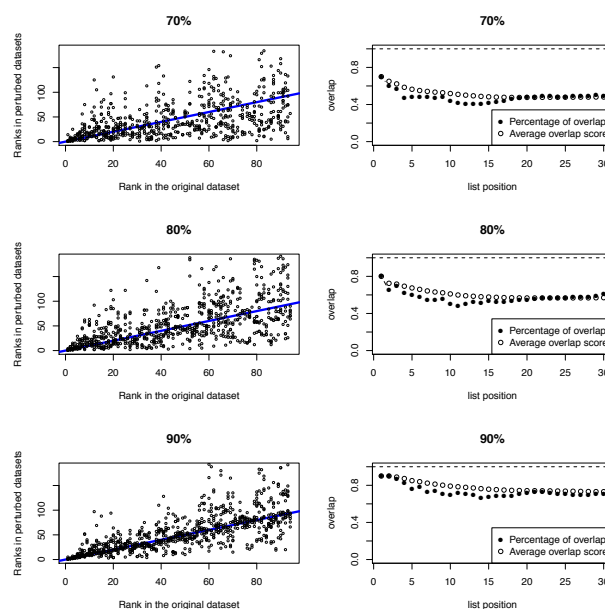 70%
Ranks in perturbed datasets
100
50
0
0 20 40 60 80
Rank in the original dataset
70%
overlap
0.8
0.4
0.0
Percentage of overlap
Average overlap score
0 5 10 15 20 25 30
list position
80%
Ranks in perturbed datasets
100
50
0
0 20 40 60 80
Rank in the original dataset
80%
overlap
0.8
0.4
0.0
Percentage of overlap
Average overlap score
0 5 10 15 20 25 30
list position
90%
Ranks in perturbed datasets
100
50
0
0 20 40 60 80
Rank in the original dataset
90%
overlap
0.8
0.4
0.0
Percentage of overlap
Average overlap score
0 5 10 15 20 25 30
list position